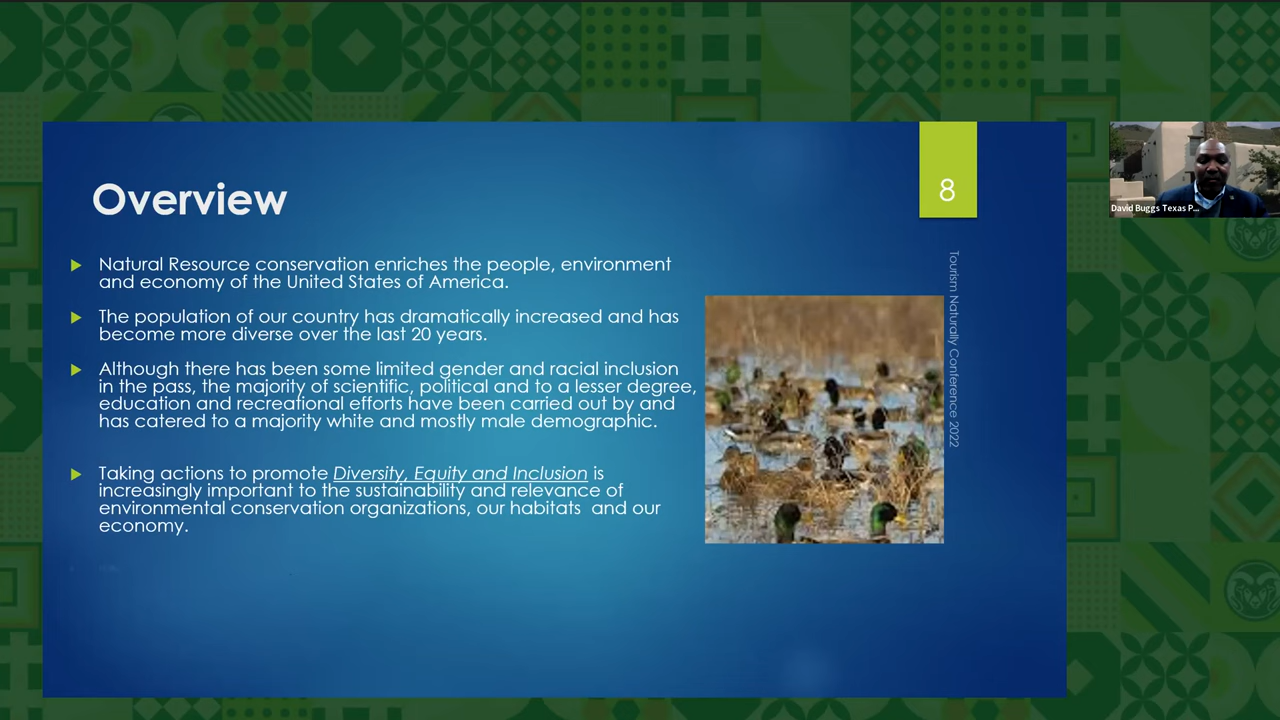 Overview
8
Natural Resource conservation enriches the people, environment
and economy of the United States of America.
The population of our country has dramatically increased and has
become more diverse over the last 20 years.
Although there has been some limited gender and racial inclusion
in the pass, the majority of scientific, political and to a lesser degree,
education and recreational efforts have been carried out by and
has catered to a majority white and mostly male demographic.
Taking actions to promote Diversity, Equity and Inclusion is
increasingly important to the sustainability and relevance of
environmental conservation organizations, our habitats and our
economy.
Tourism Naturally Conference 2022
David Buggs Texas P...